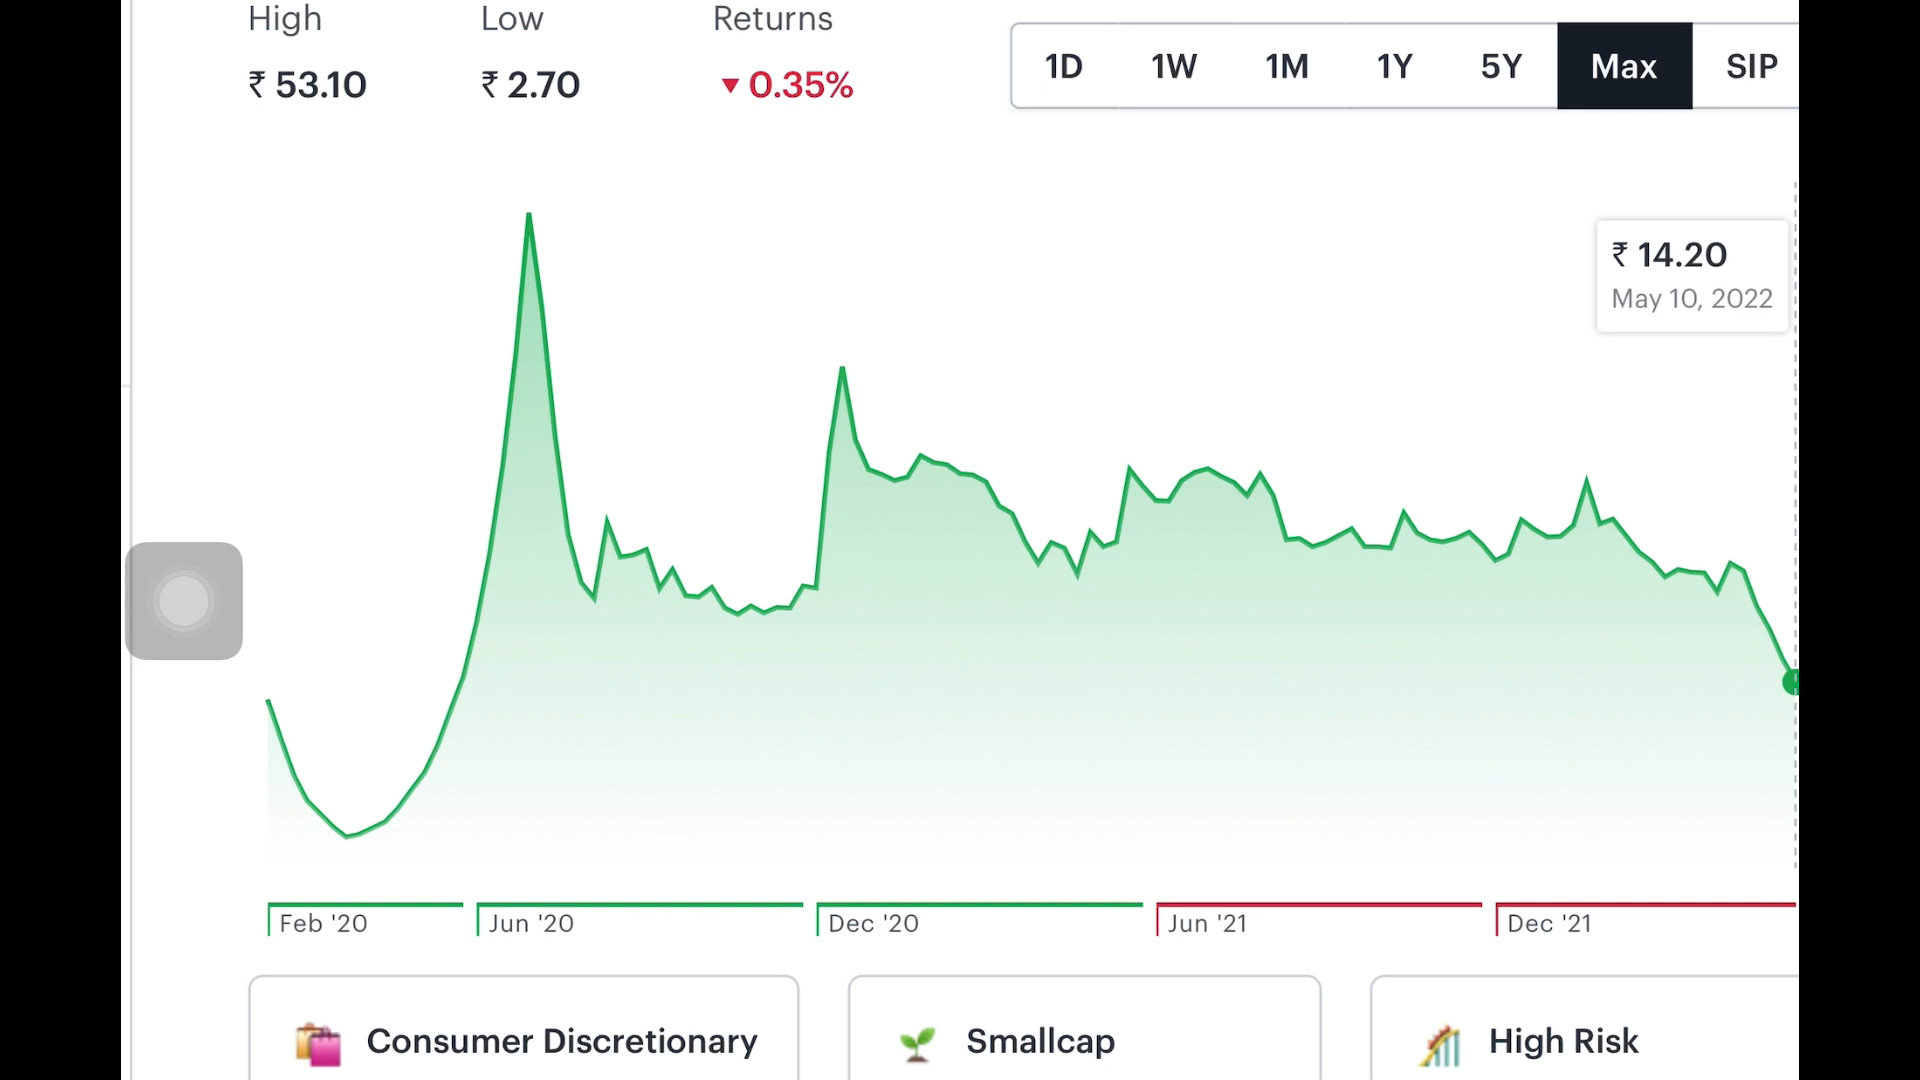 High Low Returns
₹ 53.10 ₹ 2.70 ▼ 0.35%
1D 1W 1M 1Y 5Y Max SIP
₹ 14.20
May 10, 2022
Feb '20 Jun '20 Dec '20 Jun '21 Dec '21
Consumer Discretionary Smallcap High Risk